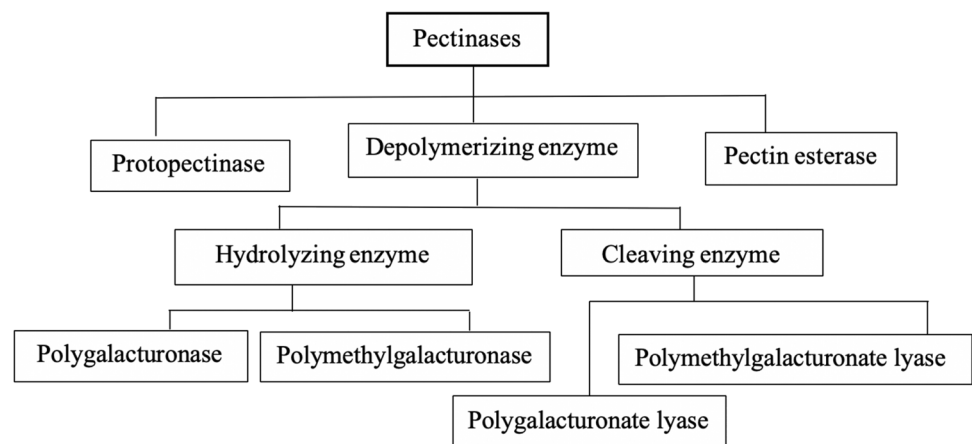 Pectinases
Protopectinase
Depolymerizing enzyme
Pectin esterase
Hydrolyzing enzyme
Cleaving enzyme
Polygalacturonase
Polymethylgalacturonase
Polymethylgalacturonate lyase
Polygalacturonate lyase